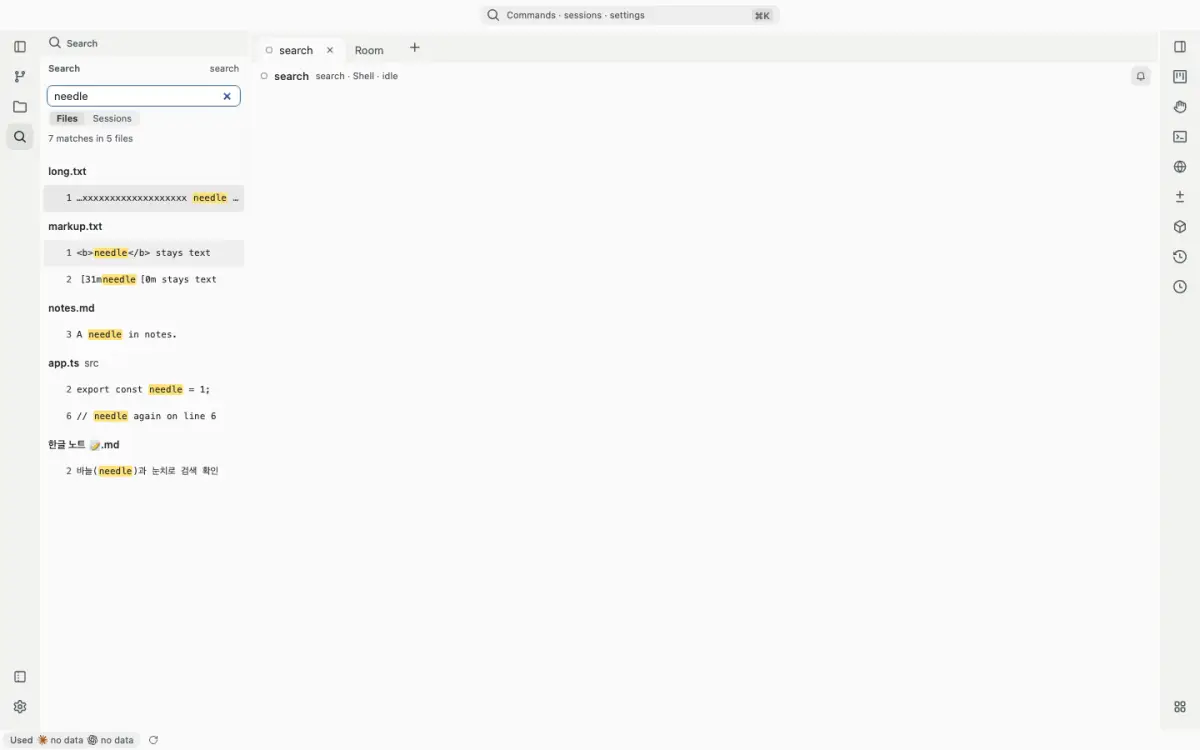 Commands · sessions · settings ⌘K
Search
search × Room +
Search search
search search · Shell · idle
needle ×
Files Sessions
7 matches in 5 files
long.txt
1 …xxxxxxxxxxxxxxxxxxx needle …
markup.txt
1 <b>needle</b> stays text
2 [31mneedle [0m stays text
notes.md
3 A needle in notes.
app.ts src
2 export const needle = 1;
6 // needle again on line 6
한글 노트 📝.md
2 바늘(needle)과 눈치로 검색 확인
Used no data no data